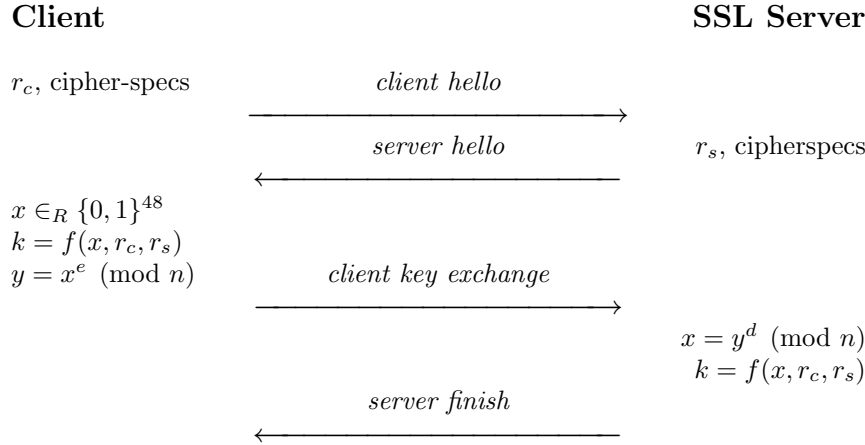 Client SSL Server
r_c, cipher-specs client hello
server hello r_s, cipherspecs
x ∈_R {0, 1}^48
k = f(x, r_c, r_s)
y = x^e (mod n) client key exchange
x = y^d (mod n)
k = f(x, r_c, r_s)
server finish